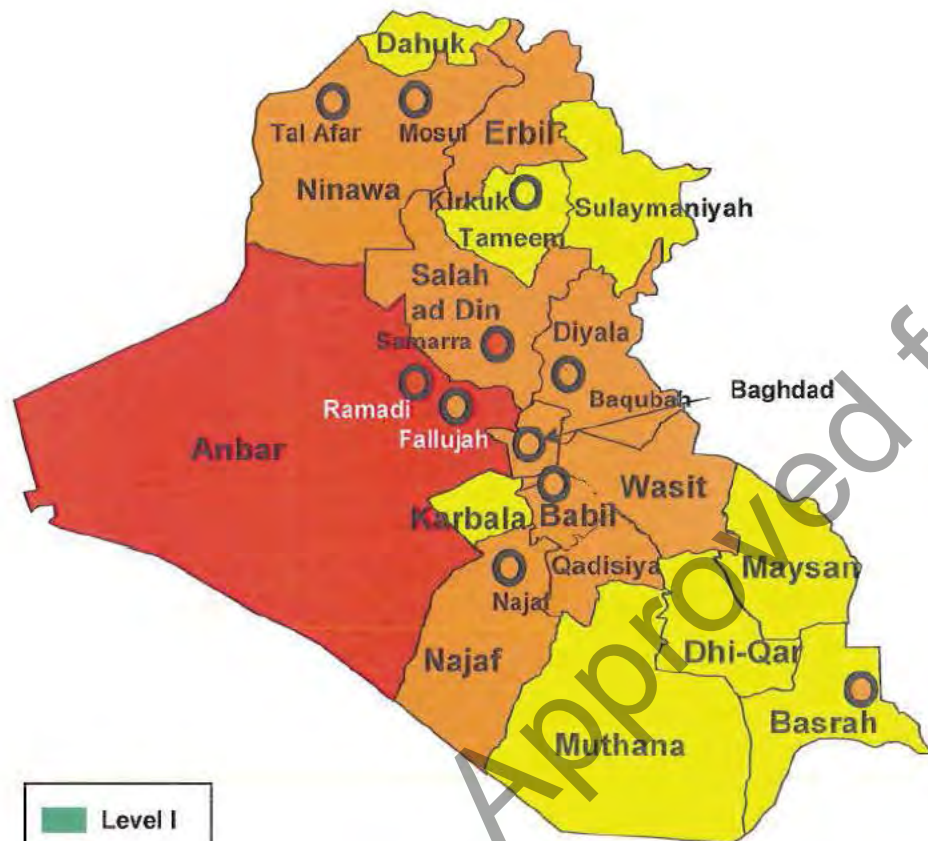 Dahuk
Tal Afar
Mosul
Erbil
Ninawa
Kirkuk
Sulaymaniyah
Tameem
Salah
ad Din
Samarra
Diyala
Baqubah
Baghdad
Ramadi
Fallujah
Anbar
Wasit
Karbala
Babil
Qadisiya
Maysan
Najaf
Najaf
Dhi-Qar
Basrah
Muthana
Level I
Approved f